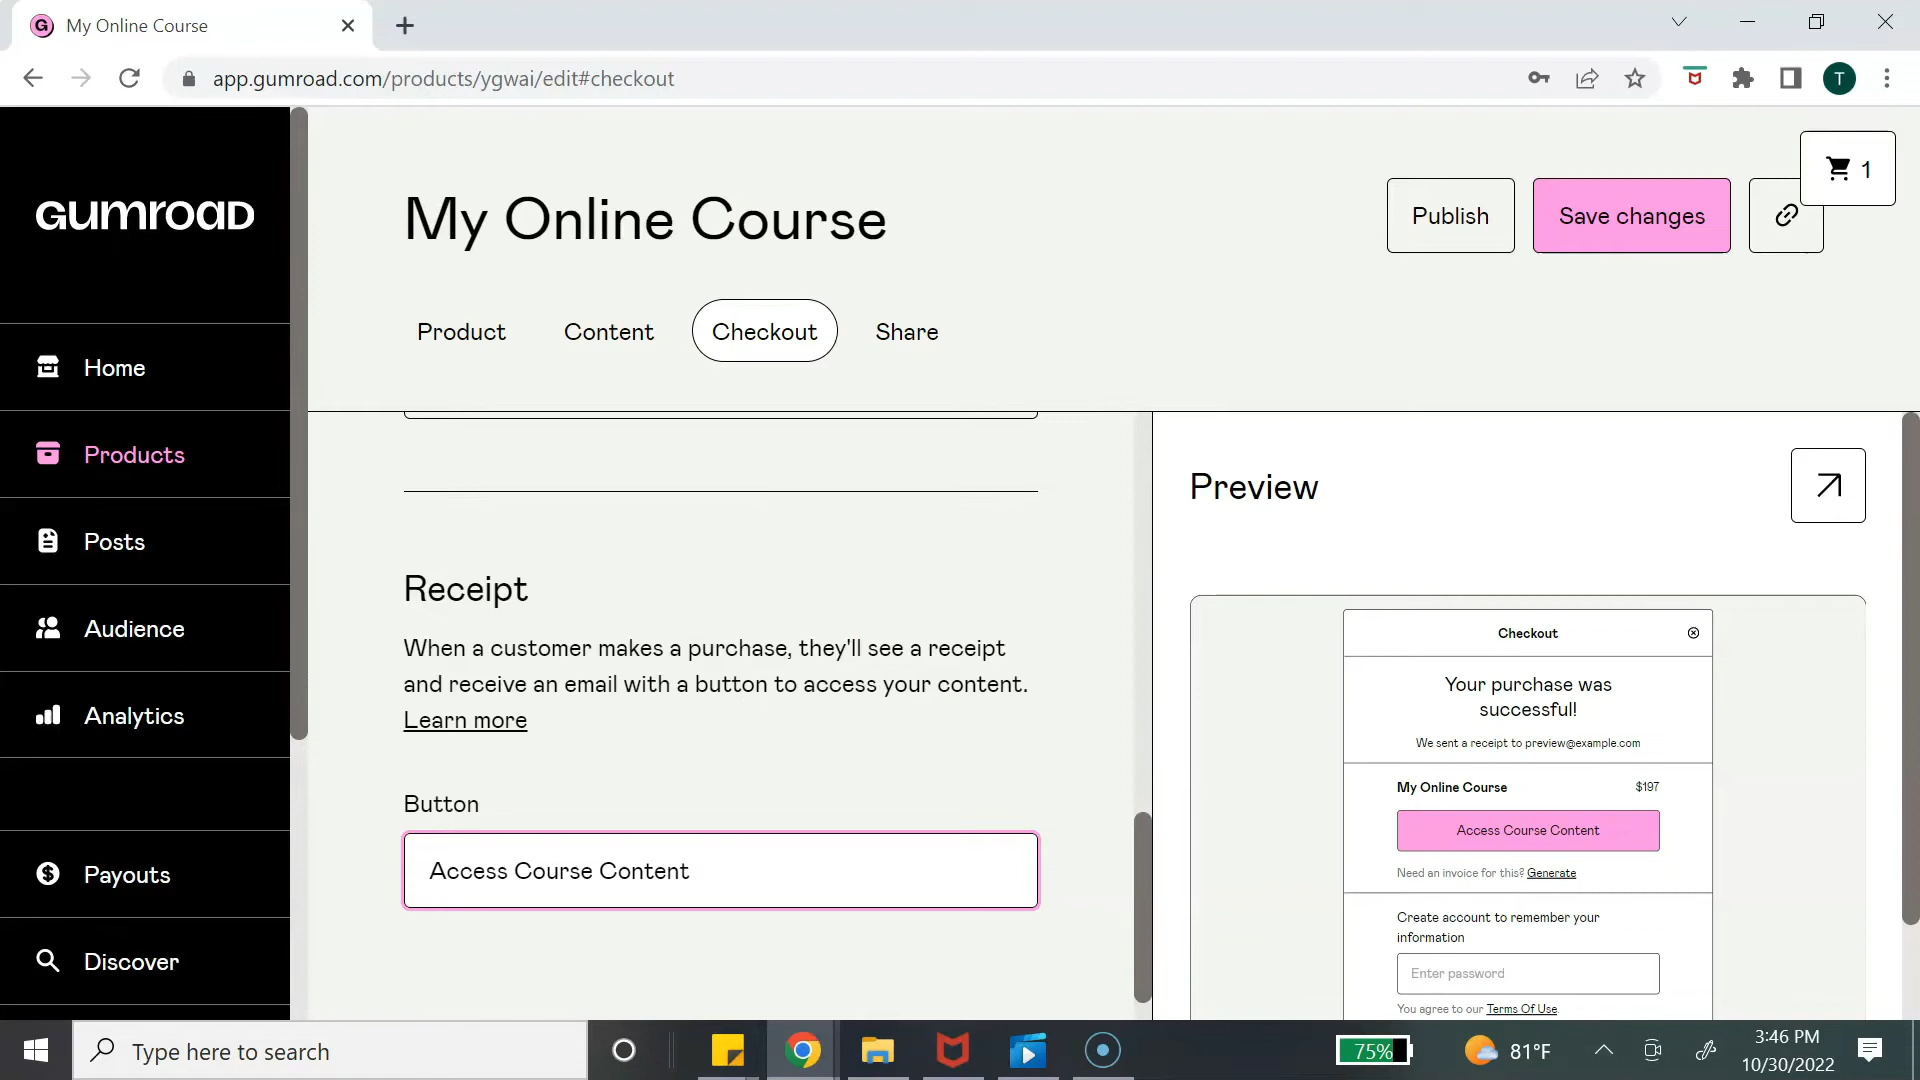 My Online Course
app.gumroad.com/products/ygwai/edit#checkout
T
GUMROAD
Home
Products
Posts
Audience
Analytics
Payouts
Discover
My Online Course
Publish
Save changes
1
Product
Content
Checkout
Share
Receipt
When a customer makes a purchase, they'll see a receipt
and receive an email with a button to access your content.
Learn more
Button
Access Course Content
Preview
Checkout
Your purchase was
successful!
We sent a receipt to preview@example.com
My Online Course $197
Access Course Content
Need an invoice for this? Generate
Create account to remember your
information
Enter password
You agree to our Terms Of Use.
Type here to search
75%
81°F
3:46 PM
10/30/2022